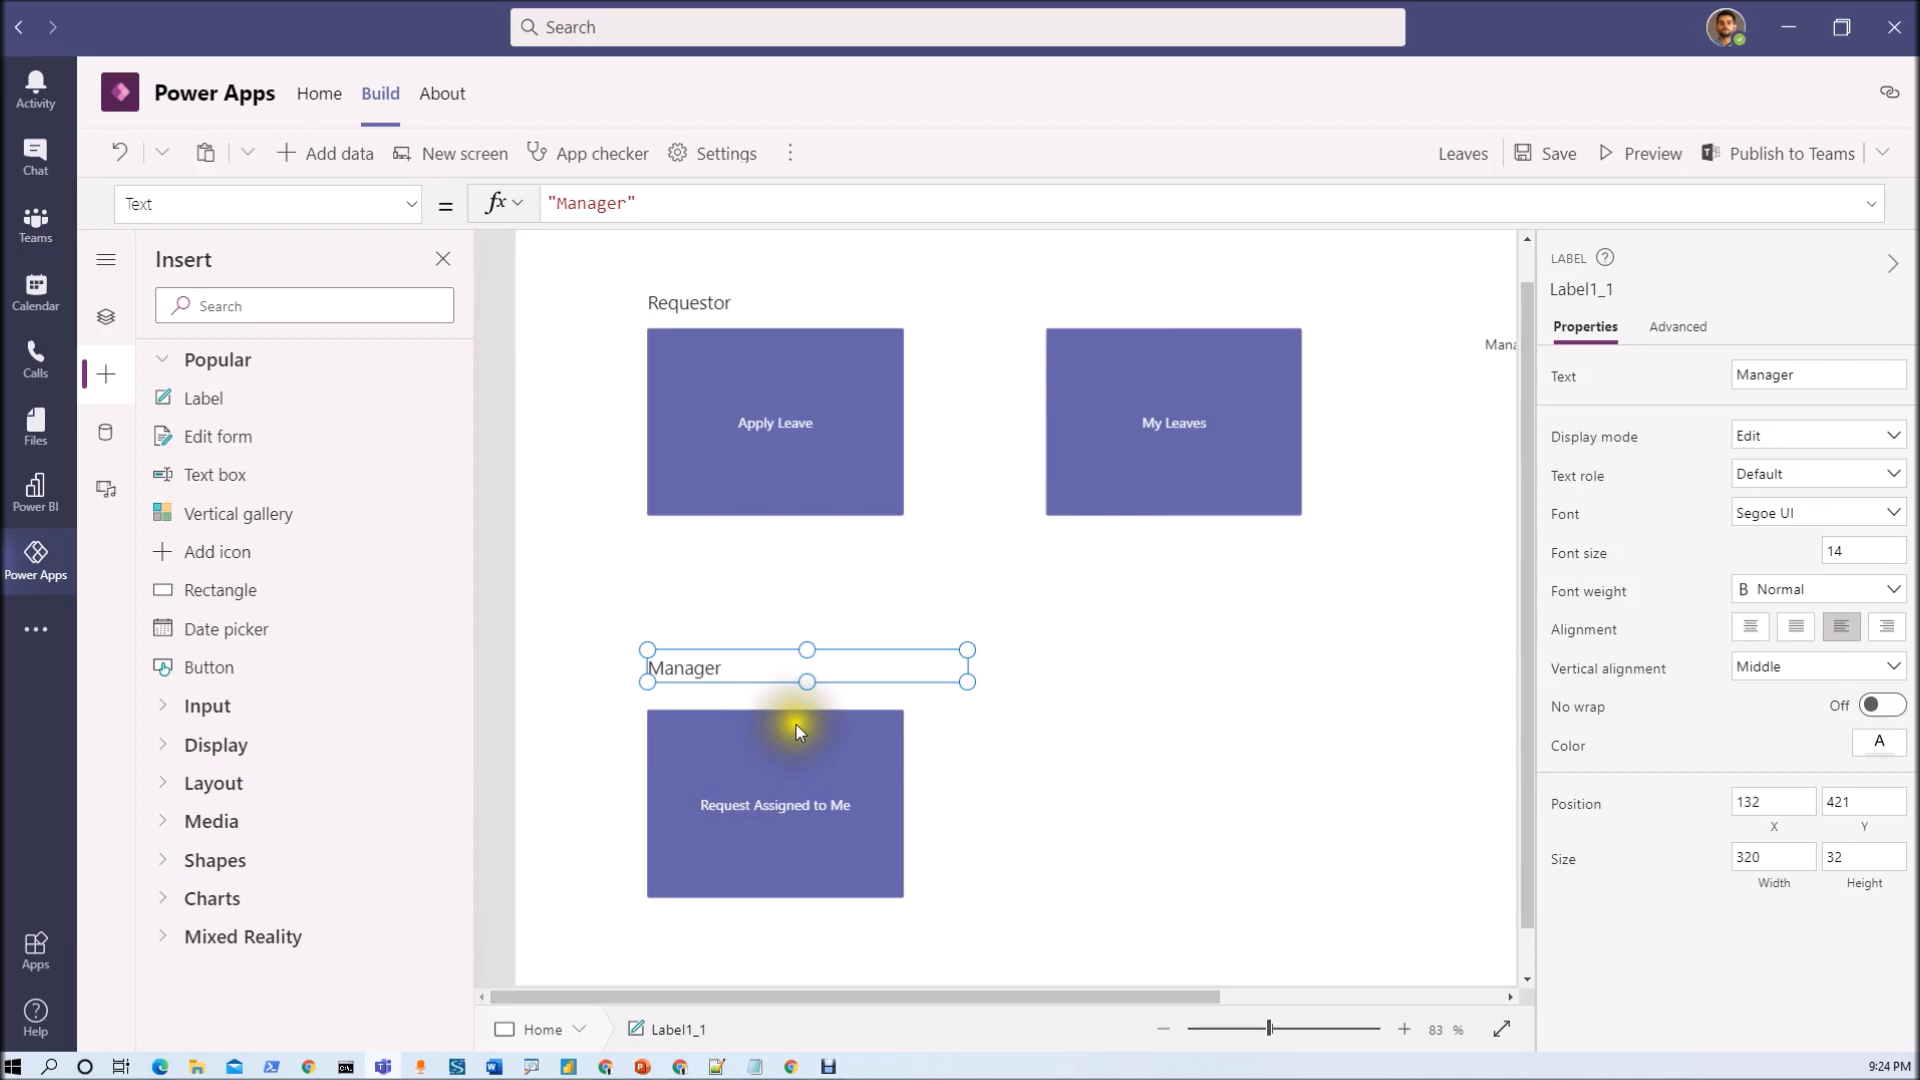 Search
Activity
Chat
Teams
Calendar
Calls
Files
Power BI
Power Apps
Apps
Help
Power Apps
Home
Build
About
Add data
New screen
App checker
Settings
Leaves
Save
Preview
Publish to Teams
Text
=
fx
"Manager"
Insert
Search
Popular
Label
Edit form
Text box
Vertical gallery
Add icon
Rectangle
Date picker
Button
Input
Display
Layout
Media
Shapes
Charts
Mixed Reality
Requestor
Apply Leave
My Leaves
Mana
Manager
Request Assigned to Me
LABEL
Label1_1
Properties
Advanced
Text
Manager
Display mode
Edit
Text role
Default
Font
Segoe UI
Font size
14
Font weight
B Normal
Alignment
Vertical alignment
Middle
No wrap
Off
Color
A
Position
132
421
X
Y
Size
320
32
Width
Height
Home
Label1_1
83 %
9:24 PM